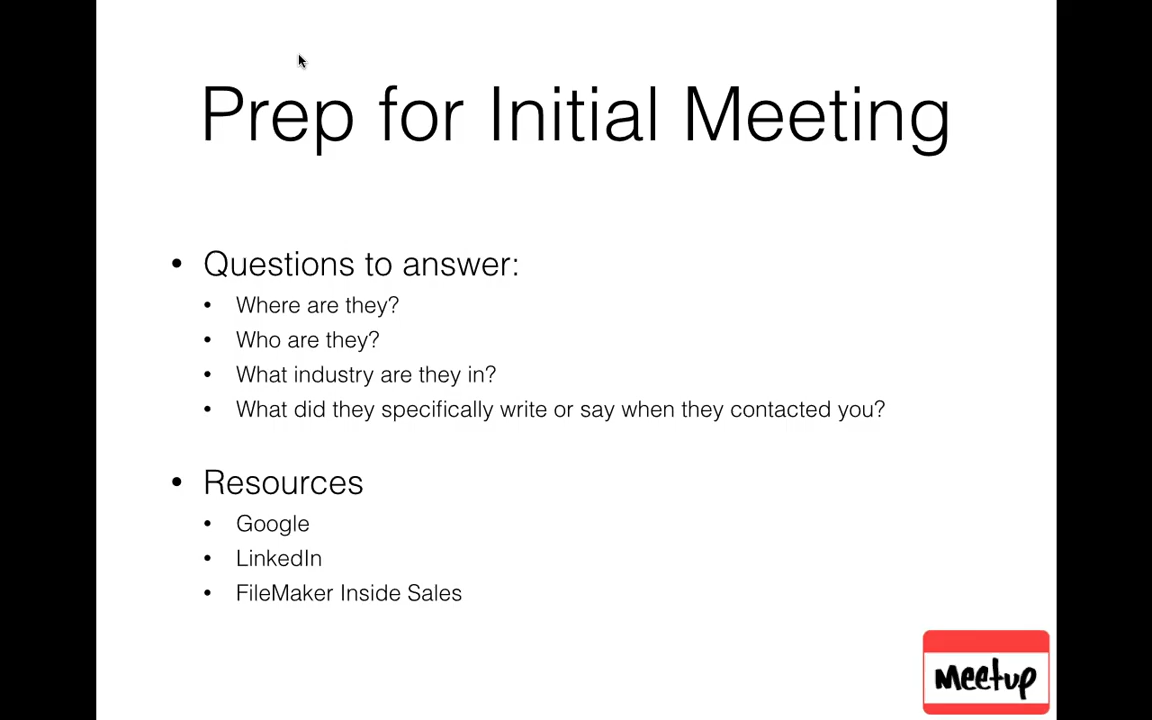 Prep for Initial Meeting
• Questions to answer:
• Where are they?
• Who are they?
• What industry are they in?
• What did they specifically write or say when they contacted you?
• Resources
• Google
• LinkedIn
• FileMaker Inside Sales
Meetup